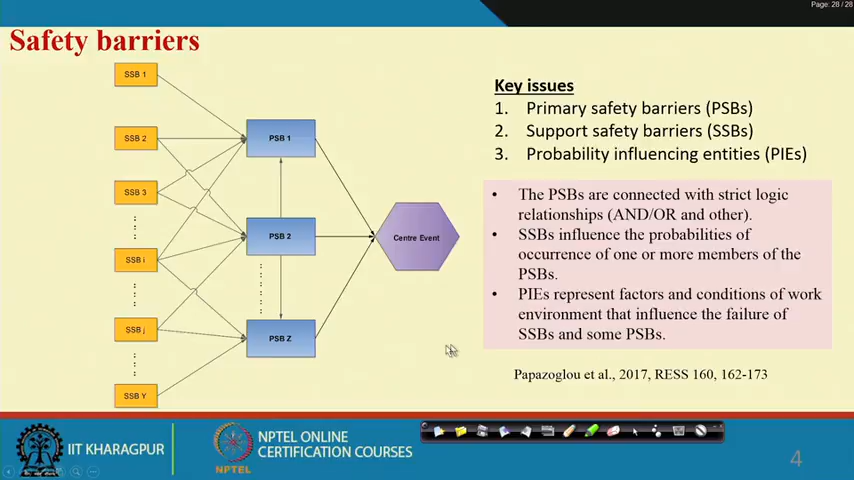 Page: 28 / 28
Safety barriers
SSB 1
SSB 2
SSB 3
SSB i
SSB j
SSB Y
PSB 1
PSB 2
PSB Z
Centre Event
Key issues
1. Primary safety barriers (PSBs)
2. Support safety barriers (SSBs)
3. Probability influencing entities (PIEs)
• The PSBs are connected with strict logic
relationships (AND/OR and other).
• SSBs influence the probabilities of
occurrence of one or more members of the
PSBs.
• PIEs represent factors and conditions of work
environment that influence the failure of
SSBs and some PSBs.
Papazoglou et al., 2017, RESS 160, 162-173
IIT KHARAGPUR
NPTEL
NPTEL ONLINE
CERTIFICATION COURSES
4